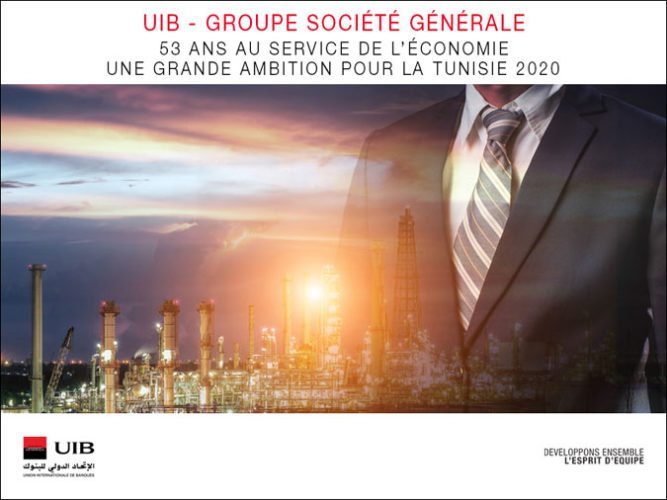 UIB - GROUPE SOCIÉTÉ GÉNÉRALE
53 ANS AU SERVICE DE L'ÉCONOMIE
UNE GRANDE AMBITION POUR LA TUNISIE 2020
UIB
الإتحاد الدولي للبنوك
UNION INTERNATIONALE DE BANQUES
DEVELOPPONS ENSEMBLE
L'ESPRIT D'EQUIPE